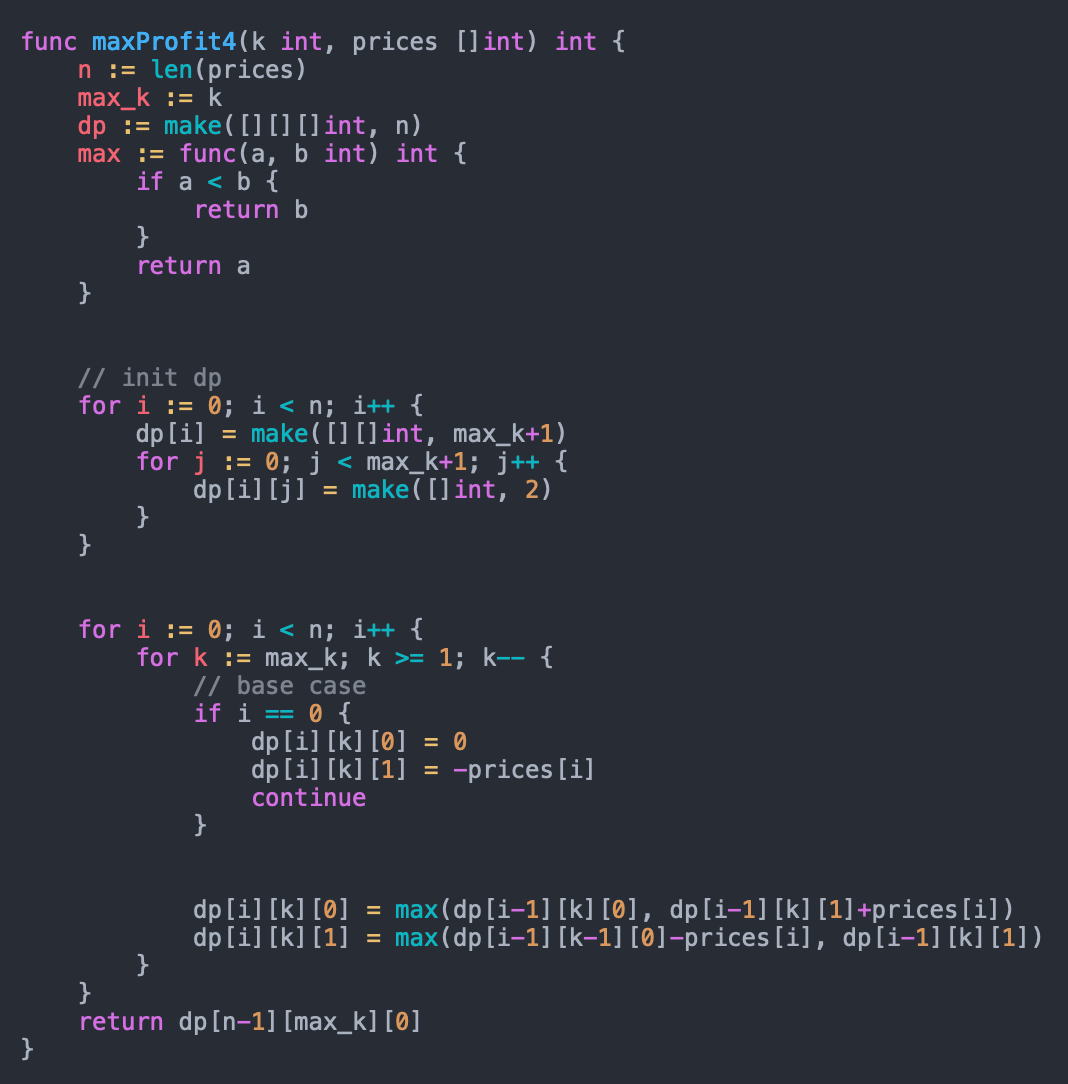 func maxProfit4(k int, prices []int) int {
    n := len(prices)
    max_k := k
    dp := make([][][]int, n)
    max := func(a, b int) int {
        if a < b {
            return b
        }
        return a
    }
    // init dp
    for i := 0; i < n; i++ {
        dp[i] = make([][]int, max_k+1)
        for j := 0; j < max_k+1; j++ {
            dp[i][j] = make([]int, 2)
        }
    }
    for i := 0; i < n; i++ {
        for k := max_k; k >= 1; k-- {
            // base case
            if i == 0 {
                dp[i][k][0] = 0
                dp[i][k][1] = -prices[i]
                continue
            }
            dp[i][k][0] = max(dp[i-1][k][0], dp[i-1][k][1]+prices[i])
            dp[i][k][1] = max(dp[i-1][k-1][0]-prices[i], dp[i-1][k][1])
        }
    }
    return dp[n-1][max_k][0]
}